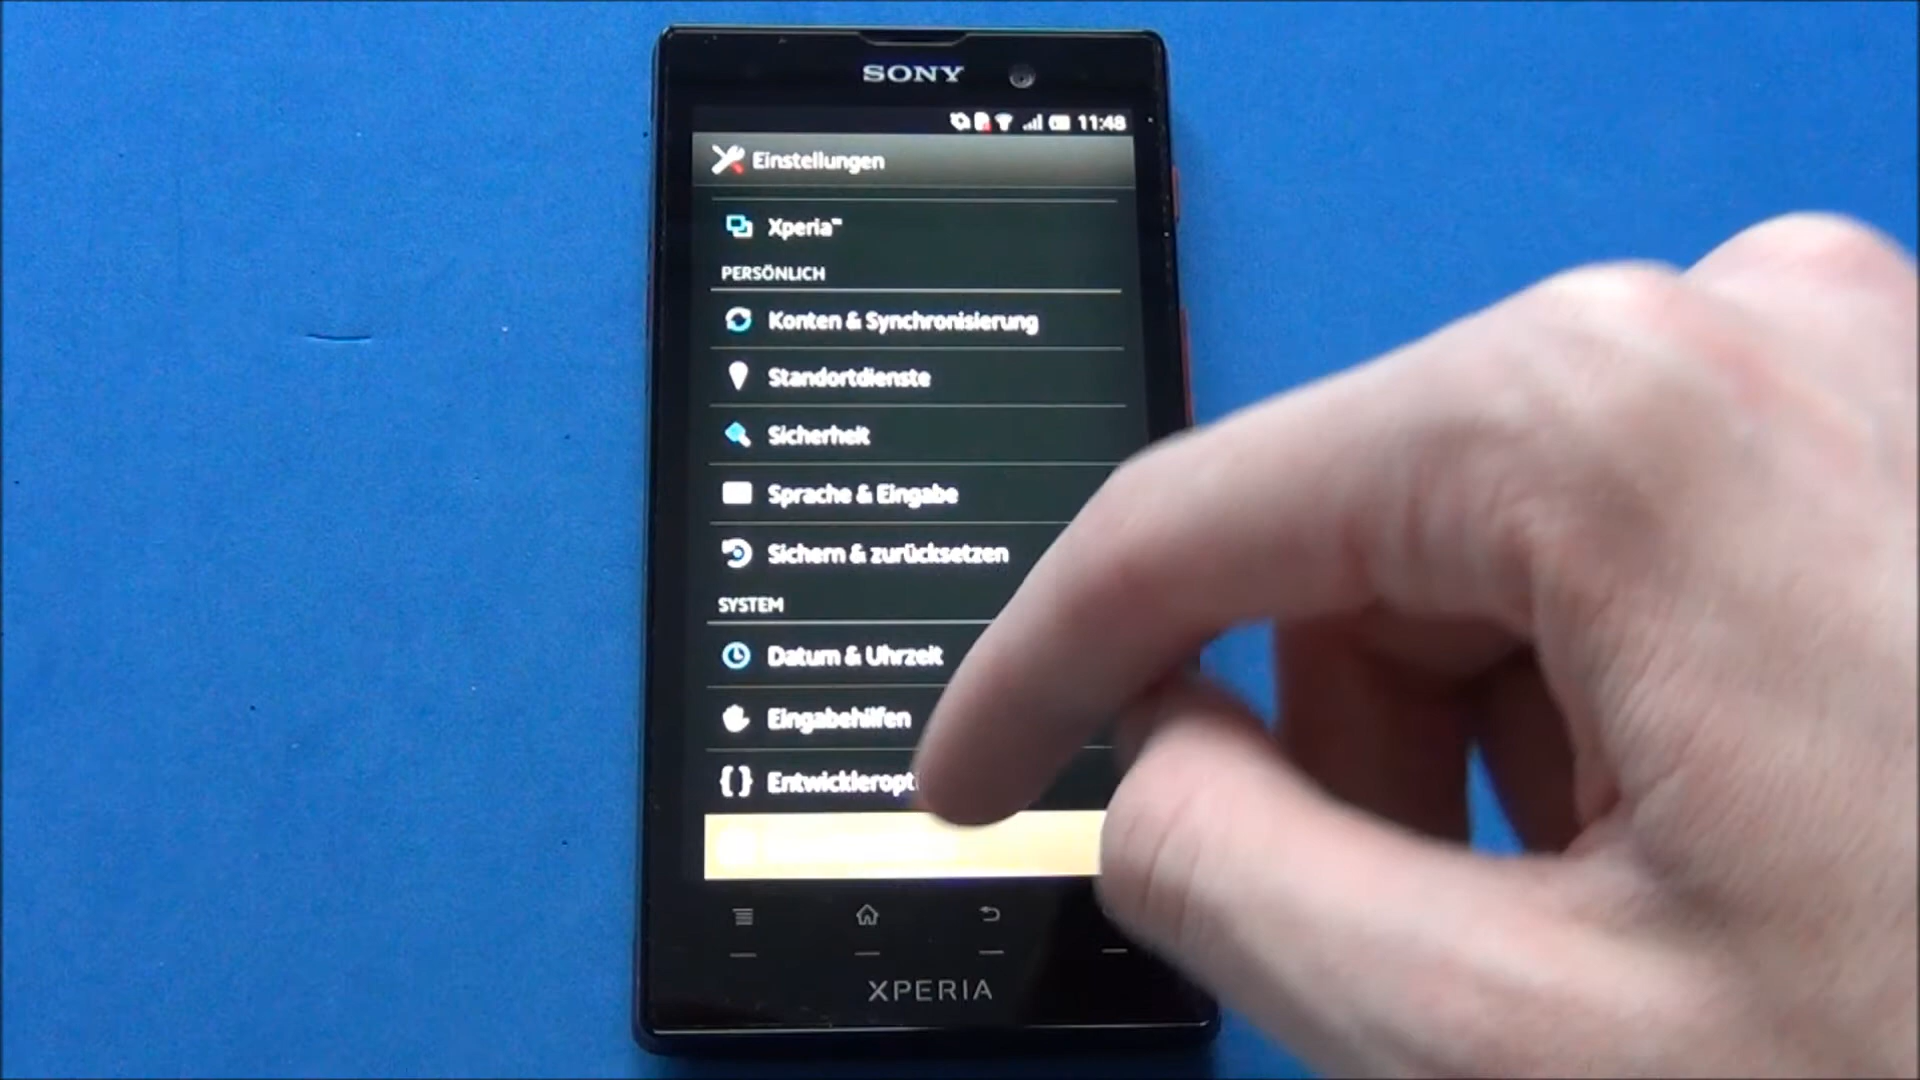 SONY
11:48
Einstellungen
Xperia™
PERSÖNLICH
Konten & Synchronisierung
Standortdienste
Sicherheit
Sprache & Eingabe
Sichern & zurücksetzen
SYSTEM
Datum & Uhrzeit
Eingabehilfen
{ } Entwickleropt
XPERIA